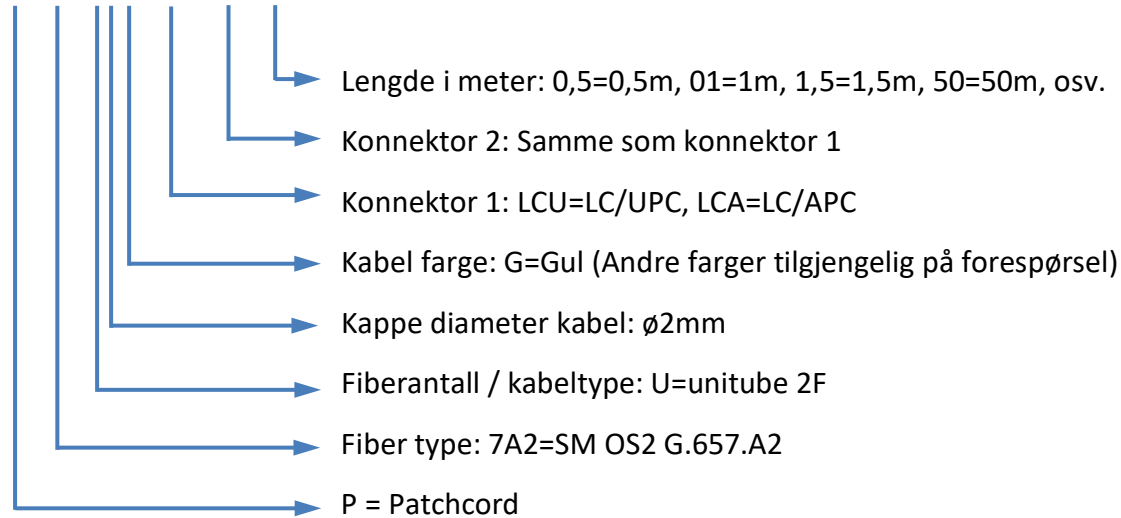 Lengde i meter: 0,5=0,5m, 01=1m, 1,5=1,5m, 50=50m, osv.
Konnektor 2: Samme som konnektor 1
Konnektor 1: LCU=LC/UPC, LCA=LC/APC
Kabel farge: G=Gul (Andre farger tilgjengelig på forespørsel)
Kappe diameter kabel: ø2mm
Fiberantall / kabeltype: U=unitube 2F
Fiber type: 7A2=SM OS2 G.657.A2
P = Patchcord